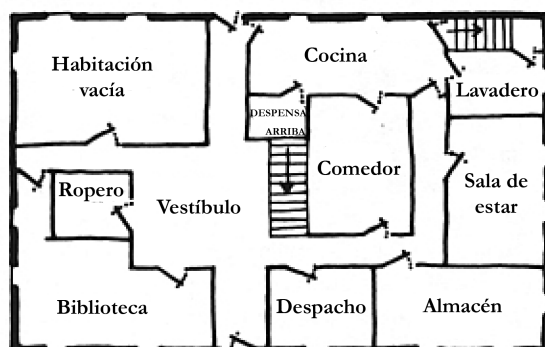 Habitación
vacía
Cocina
Lavadero
DESPENSA
ARRIBA
Comedor
Ropero
Vestíbulo
Sala de
estar
Biblioteca
Despacho
Almacén